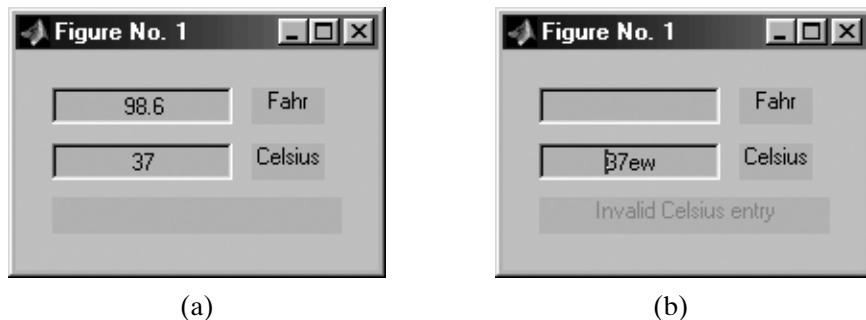 Figure No. 1
98.6 Fahr
37 Celsius
(a)
Figure No. 1
Fahr
37ew Celsius
Invalid Celsius entry
(b)